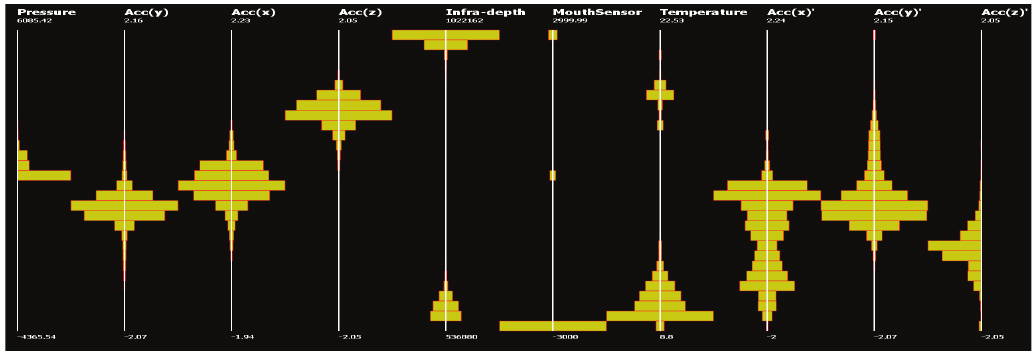 Pressure Acc(y) Acc(x) Acc(z) Infra-depth MouthSensor Temperature Acc(x)' Acc(y)' Acc(z)'
6085.42 2.16 2.23 2.05 1022162 2999.99 22.53 2.24 2.15 2.05
-4365.54 -2.07 -1.94 -2.05 536860 -3000 8.8 -2 -2.07 -2.05